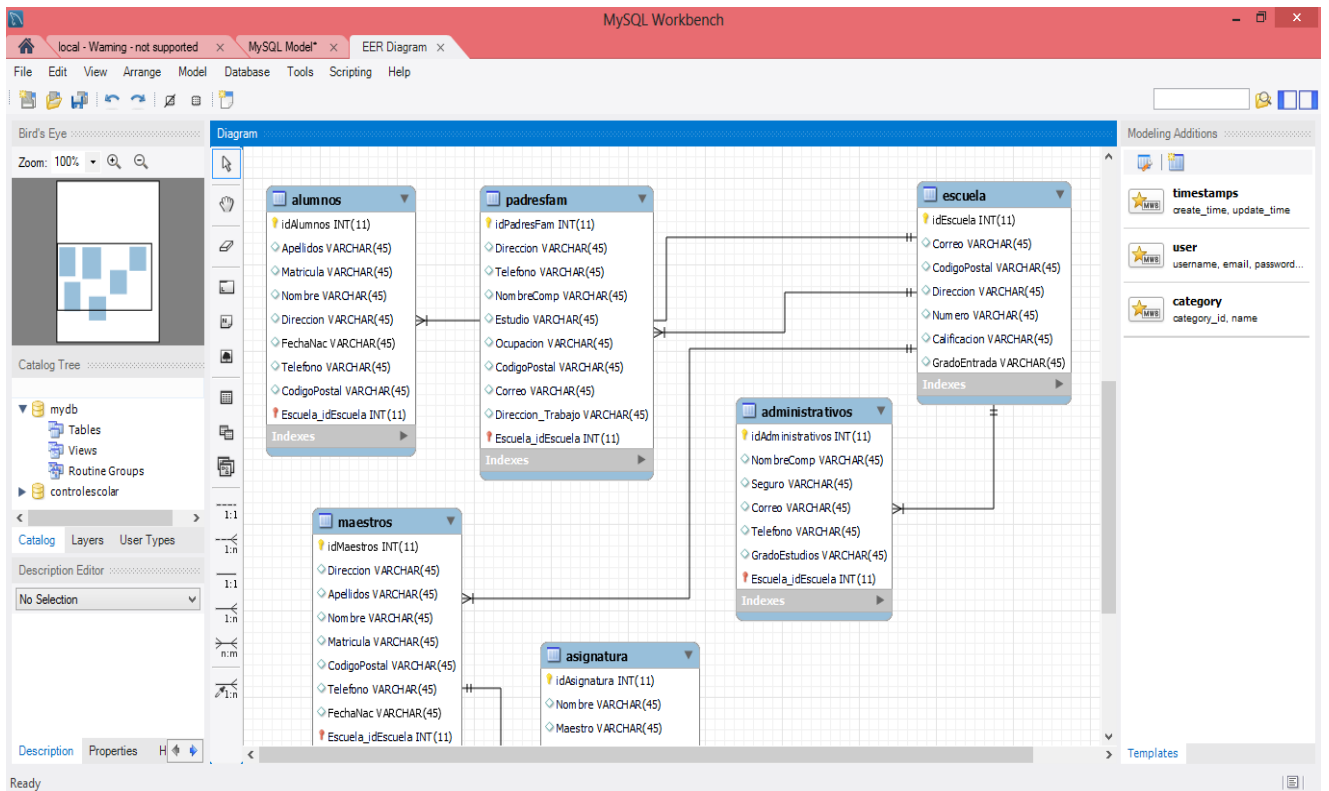 MySQL Workbench
local - Warning - not supported
MySQL Model*
EER Diagram
File Edit View Arrange Model Database Tools Scripting Help
Bird's Eye
Zoom: 100%
Catalog Tree
mydb
Tables
Views
Routine Groups
controlescolar
Catalog Layers User Types
Description Editor
No Selection
Description Properties H
Ready
Diagram
1:1
1:n
1:1
1:n
n:m
1:n
alumnos
idAlumnos INT(11)
Apellidos VARCHAR(45)
Matricula VARCHAR(45)
Nombre VARCHAR(45)
Direccion VARCHAR(45)
FechaNac VARCHAR(45)
Telefono VARCHAR(45)
CodigoPostal VARCHAR(45)
Escuela_idEscuela INT(11)
Indexes
padresfam
idPadresFam INT(11)
Direccion VARCHAR(45)
Telefono VARCHAR(45)
NombreComp VARCHAR(45)
Estudio VARCHAR(45)
Ocupacion VARCHAR(45)
CodigoPostal VARCHAR(45)
Correo VARCHAR(45)
Direccion_Trabajo VARCHAR(45)
Escuela_idEscuela INT(11)
Indexes
escuela
idEscuela INT(11)
Correo VARCHAR(45)
CodigoPostal VARCHAR(45)
Direccion VARCHAR(45)
Numero VARCHAR(45)
Calificacion VARCHAR(45)
GradoEntrada VARCHAR(45)
Indexes
administrativos
idAdministrativos INT(11)
NombreComp VARCHAR(45)
Seguro VARCHAR(45)
Correo VARCHAR(45)
Telefono VARCHAR(45)
GradoEstudios VARCHAR(45)
Escuela_idEscuela INT(11)
Indexes
maestros
idMaestros INT(11)
Direccion VARCHAR(45)
Apellidos VARCHAR(45)
Nombre VARCHAR(45)
Matricula VARCHAR(45)
CodigoPostal VARCHAR(45)
Telefono VARCHAR(45)
FechaNac VARCHAR(45)
Escuela_idEscuela INT(11)
asignatura
idAsignatura INT(11)
Nombre VARCHAR(45)
Maestro VARCHAR(45)
Modeling Additions
timestamps
create_time, update_time
user
username, email, password...
category
category_id, name
Templates